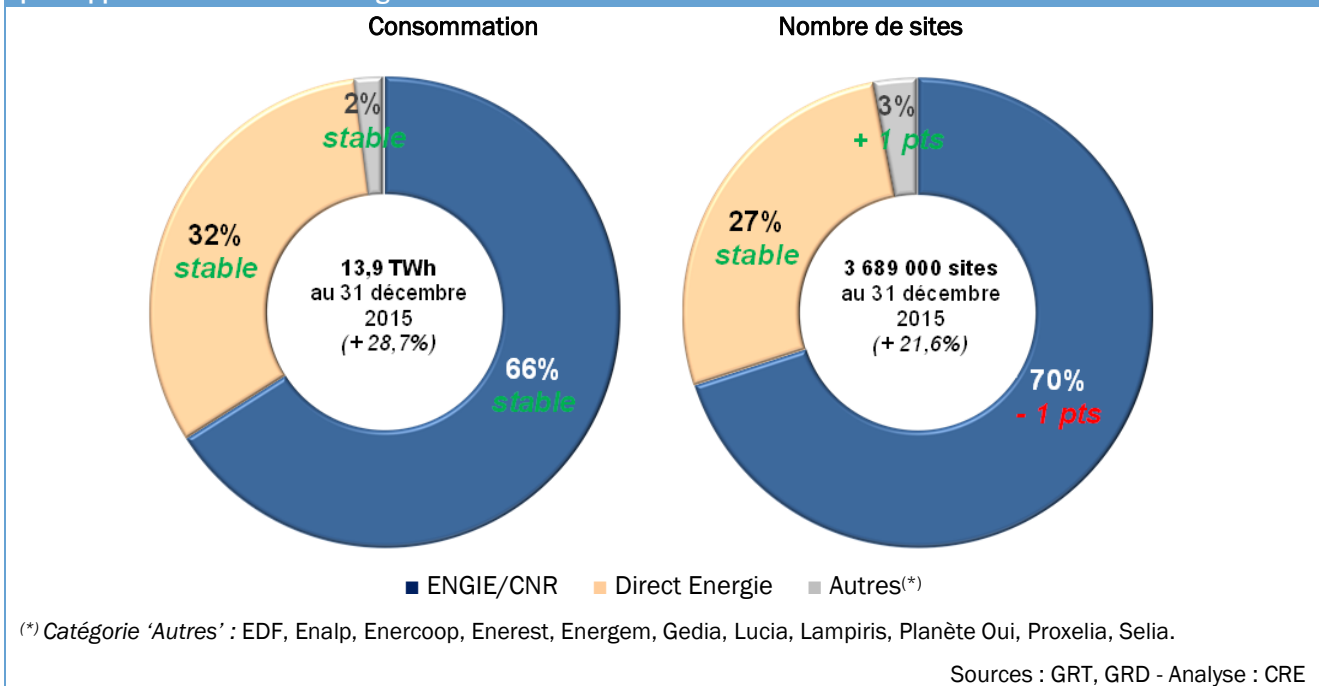 Consommation
Nombre de sites
2%
stable
32%
stable
13,9 TWh
au 31 décembre
2015
(+ 28,7%)
66%
stable
3%
+ 1 pts
27%
stable
3 689 000 sites
au 31 décembre
2015
(+ 21,6%)
70%
- 1 pts
ENGIE/CNR
Direct Energie
Autres(*)
(*) Catégorie ‘Autres’ : EDF, Enalp, Enercoop, Enerest, Energem, Gedia, Lucia, Lampiris, Planète Oui, Proxelia, Selia.
Sources : GRT, GRD - Analyse : CRE